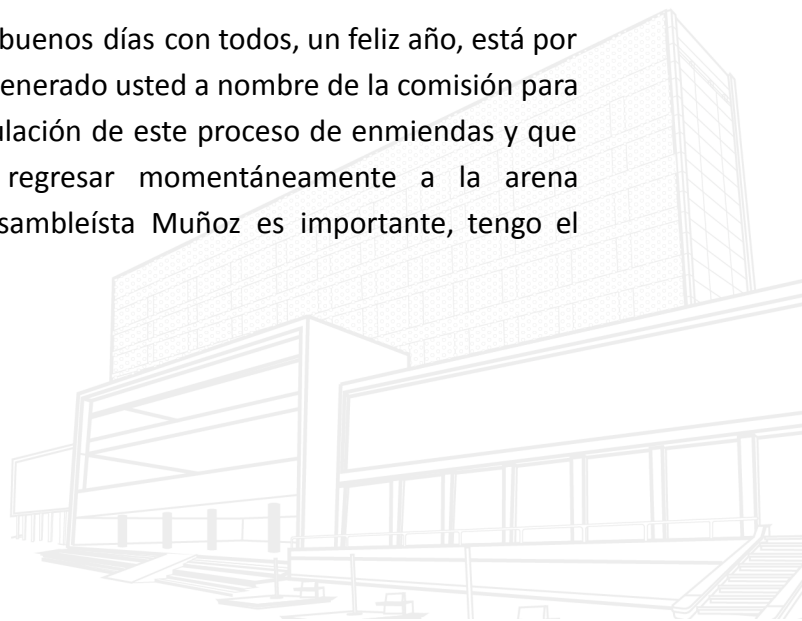 buenos días con todos, un feliz año, está por
enerado usted a nombre de la comisión para
ulación de este proceso de enmiendas y que
regresar momentáneamente a la arena
sambleísta Muñoz es importante, tengo el